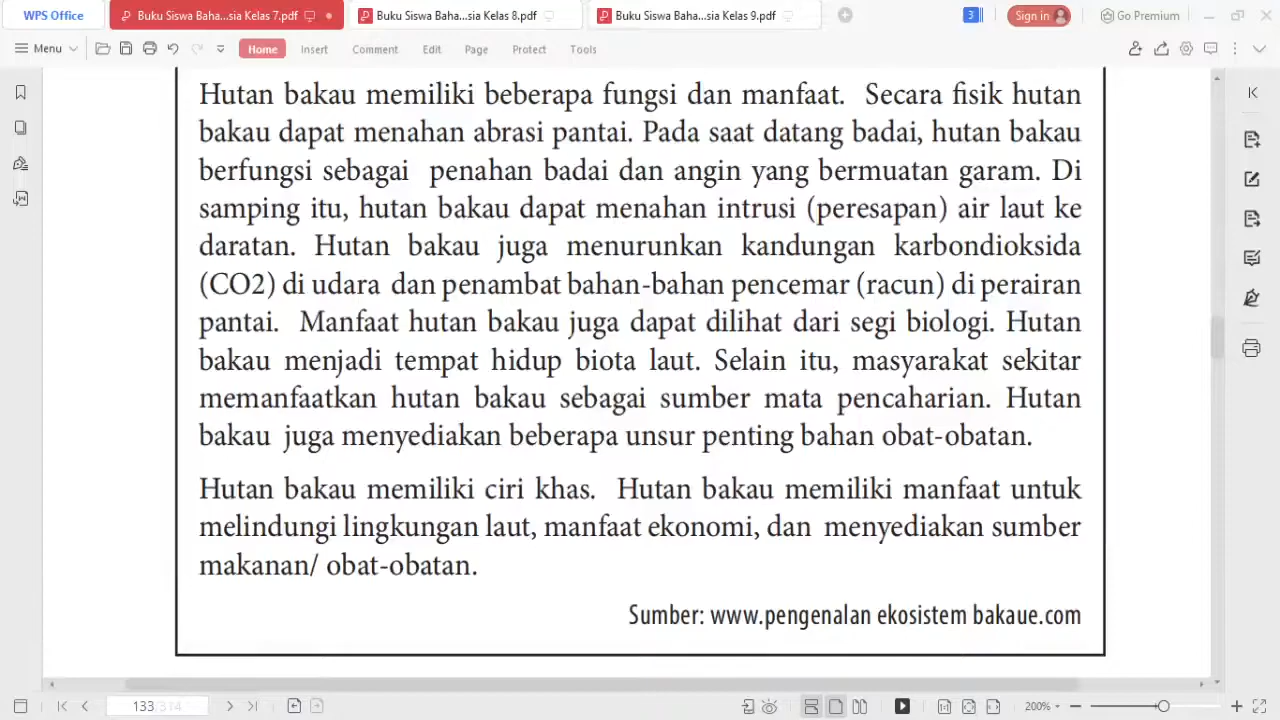 WPS Office
Buku Siswa Baha...sia Kelas 7.pdf
Buku Siswa Baha...sia Kelas 8.pdf
Buku Siswa Baha...sia Kelas 9.pdf
3
Sign in
Go Premium
Menu
Home
Insert
Comment
Edit
Page
Protect
Tools
Hutan bakau memiliki beberapa fungsi dan manfaat. Secara fisik hutan
bakau dapat menahan abrasi pantai. Pada saat datang badai, hutan bakau
berfungsi sebagai penahan badai dan angin yang bermuatan garam. Di
samping itu, hutan bakau dapat menahan intrusi (peresapan) air laut ke
daratan. Hutan bakau juga menurunkan kandungan karbondioksida
(CO2) di udara dan penambat bahan-bahan pencemar (racun) di perairan
pantai. Manfaat hutan bakau juga dapat dilihat dari segi biologi. Hutan
bakau menjadi tempat hidup biota laut. Selain itu, masyarakat sekitar
memanfaatkan hutan bakau sebagai sumber mata pencaharian. Hutan
bakau juga menyediakan beberapa unsur penting bahan obat-obatan.
Hutan bakau memiliki ciri khas. Hutan bakau memiliki manfaat untuk
melindungi lingkungan laut, manfaat ekonomi, dan menyediakan sumber
makanan/ obat-obatan.
Sumber: www.pengenalan ekosistem bakaue.com
133/314
200%